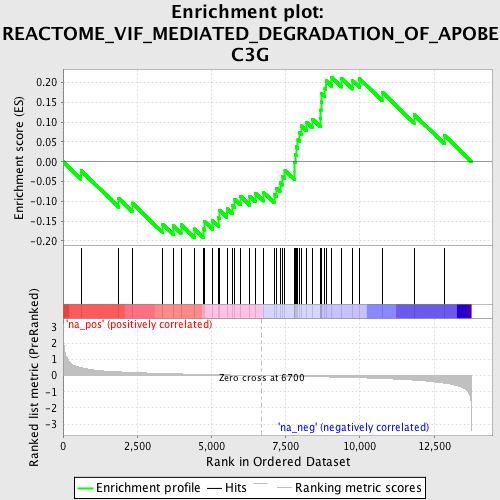 Enrichment plot:
REACTOME_VIF_MEDIATED_DEGRADATION_OF_APOBE
C3G
Enrichment score (ES)
0.20
0.15
0.10
0.05
0.00
-0.05
-0.10
-0.15
-0.20
'na_pos' (positively correlated)
Ranked list metric (PreRanked)
3
2
1
0
-1
-2
-3
Zero cross at 6700
'na_neg' (negatively correlated)
0 2,500 5,000 7,500 10,000 12,500
Rank in Ordered Dataset
Enrichment profile Hits Ranking metric scores